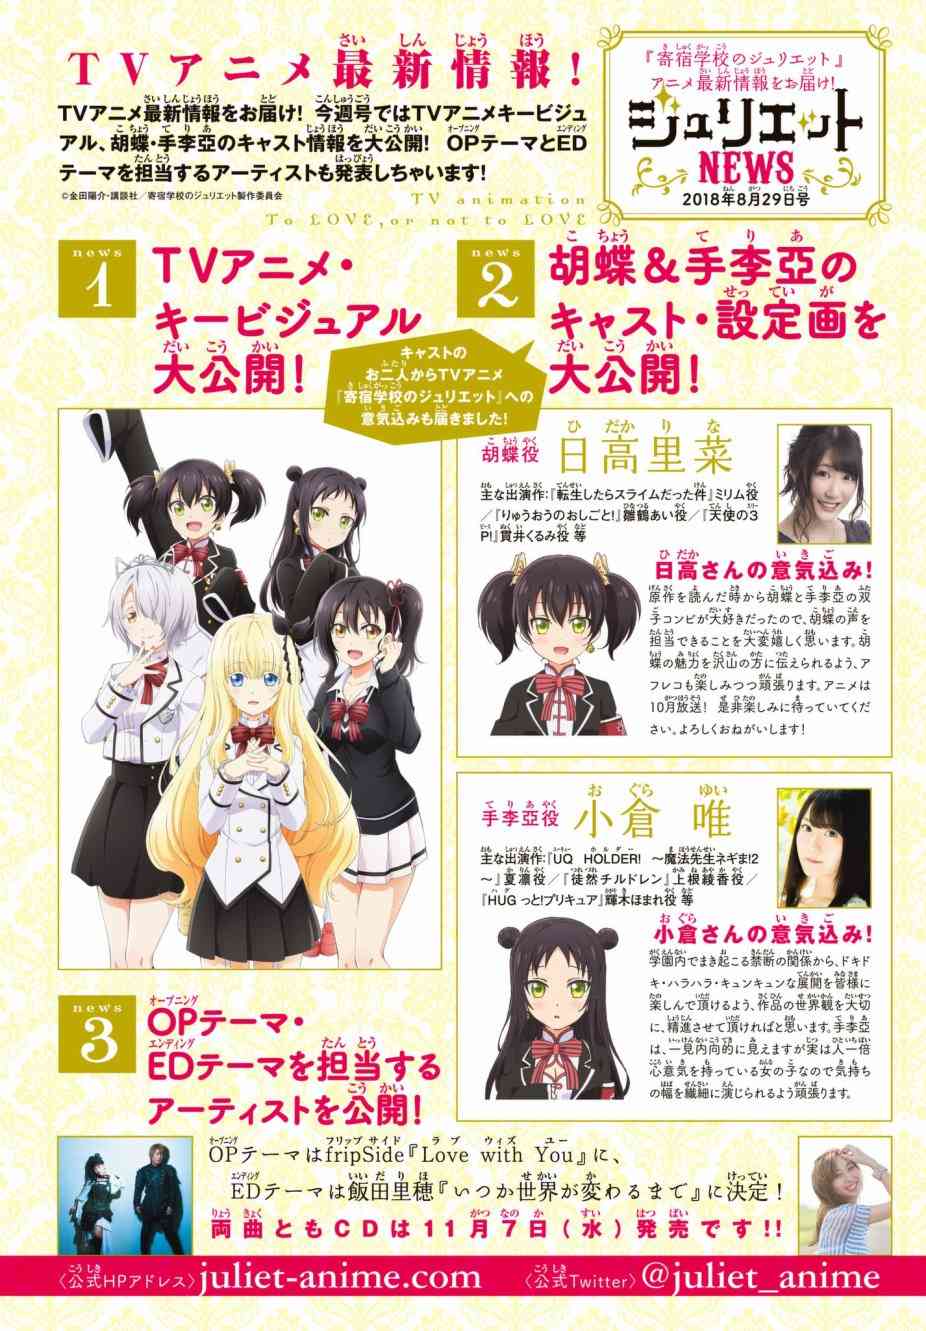 TVアニメ最新情報!
TVアニメ最新情報をお届け! 今週号ではTVアニメキービジュ
アル、胡蝶・手李亞のキャスト情報を大公開! OPテーマとED
テーマを担当するアーティストも発表しちゃいます!
©金田陽介・講談社/寄宿学校のジュリエット製作委員会
TV animation
To LOVE, or not to LOVE
『寄宿学校のジュリエット』
アニメ最新情報をお届け!
ジュリエット
NEWS
2018年8月29日号
news
1
TVアニメ・
キービジュアル
大公開!
news
2
胡蝶&手李亞の
キャスト・設定画を
大公開!
キャストの
お二人からTVアニメ
『寄宿学校のジュリエット』への
意気込みも届きました!
胡蝶役 日高里菜
主な出演作:『転生したらスライムだった件』ミリム役
/『りゅうおうのおしごと!』雛鶴あい役/『天使の3
P!』貫井くるみ役 等
日高さんの意気込み!
原作を読んだ時から胡蝶と手李亞の双
子コンビが大好きだったので、胡蝶の声を
担当できることを大変嬉しく思います。胡
蝶の魅力を沢山の方に伝えられるよう、ア
フレコも楽しみつつ頑張ります。アニメは
10月放送! 是非楽しみに待っていてくだ
さい。よろしくおねがいします!
手李亞役 小倉 唯
主な出演作:『UQ HOLDER! ~魔法先生ネギま!2
~』夏凛役/『徒然チルドレン』上根綾香役/
『HUGっと!プリキュア』輝木ほまれ役 等
小倉さんの意気込み!
学園内でまき起こる禁断の関係から、ドキド
キ・ハラハラ・キュンキュンな展開を皆様に
楽しんで頂けるよう、作品の世界観を大切
に、精進させて頂ければと思います。手李亞
は、一見内向的に見えますが実は人一倍
心意気を持っている女の子なので気持ち
の幅を繊細に演じられるよう頑張ります。
news
3
OPテーマ・
EDテーマを担当する
アーティストを公開!
OPテーマはfripSide『Love with You』に、
EDテーマは飯田里穂『いつか世界が変わるまで』に決定!
両曲ともCDは11月7日(水)発売です!!
〈公式HPアドレス〉juliet-anime.com 〈公式Twitter〉@juliet_anime